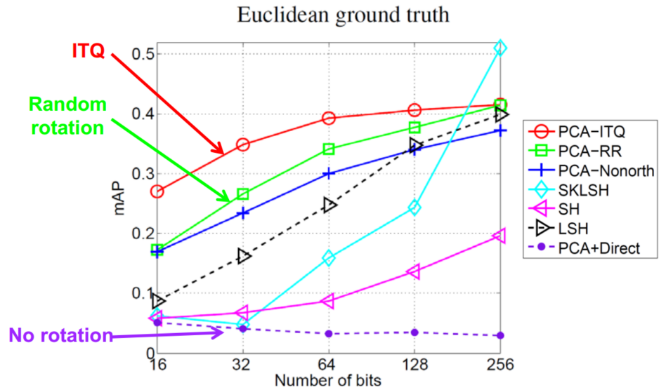 Euclidean ground truth
ITQ
Random
rotation
No rotation
mAP
0.5
0.4
0.3
0.2
0.1
0
16
32
64
128
256
Number of bits
PCA−ITQ
PCA−RR
PCA−Nonorth
SKLSH
SH
LSH
PCA+Direct